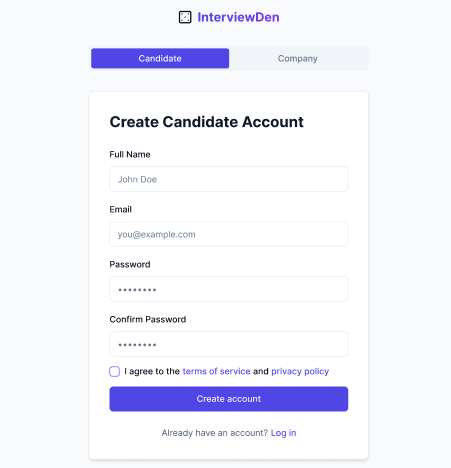 InterviewDen
Candidate
Company
Create Candidate Account
Full Name
John Doe
Email
you@example.com
Password
••••••••
Confirm Password
••••••••
I agree to the terms of service and privacy policy
Create account
Already have an account? Log in